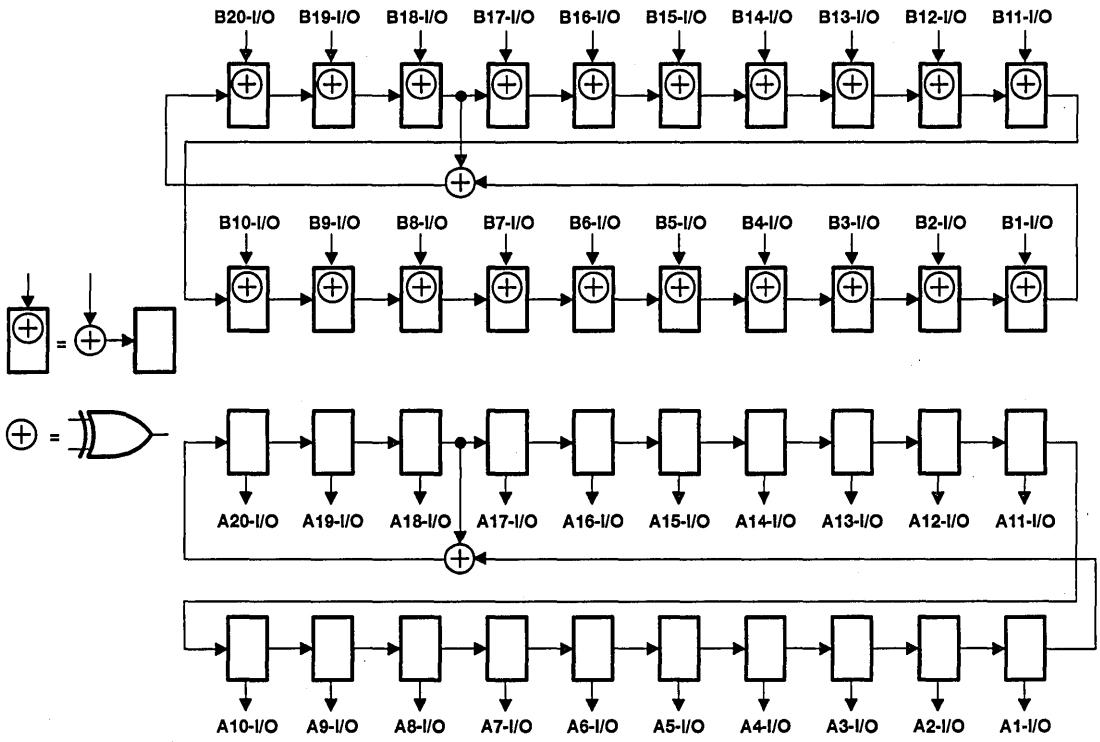 B20-I/O B19-I/O B18-I/O B17-I/O B16-I/O B15-I/O B14-I/O B13-I/O B12-I/O B11-I/O
B10-I/O B9-I/O B8-I/O B7-I/O B6-I/O B5-I/O B4-I/O B3-I/O B2-I/O B1-I/O
=
=
A20-I/O A19-I/O A18-I/O A17-I/O A16-I/O A15-I/O A14-I/O A13-I/O A12-I/O A11-I/O
A10-I/O A9-I/O A8-I/O A7-I/O A6-I/O A5-I/O A4-I/O A3-I/O A2-I/O A1-I/O